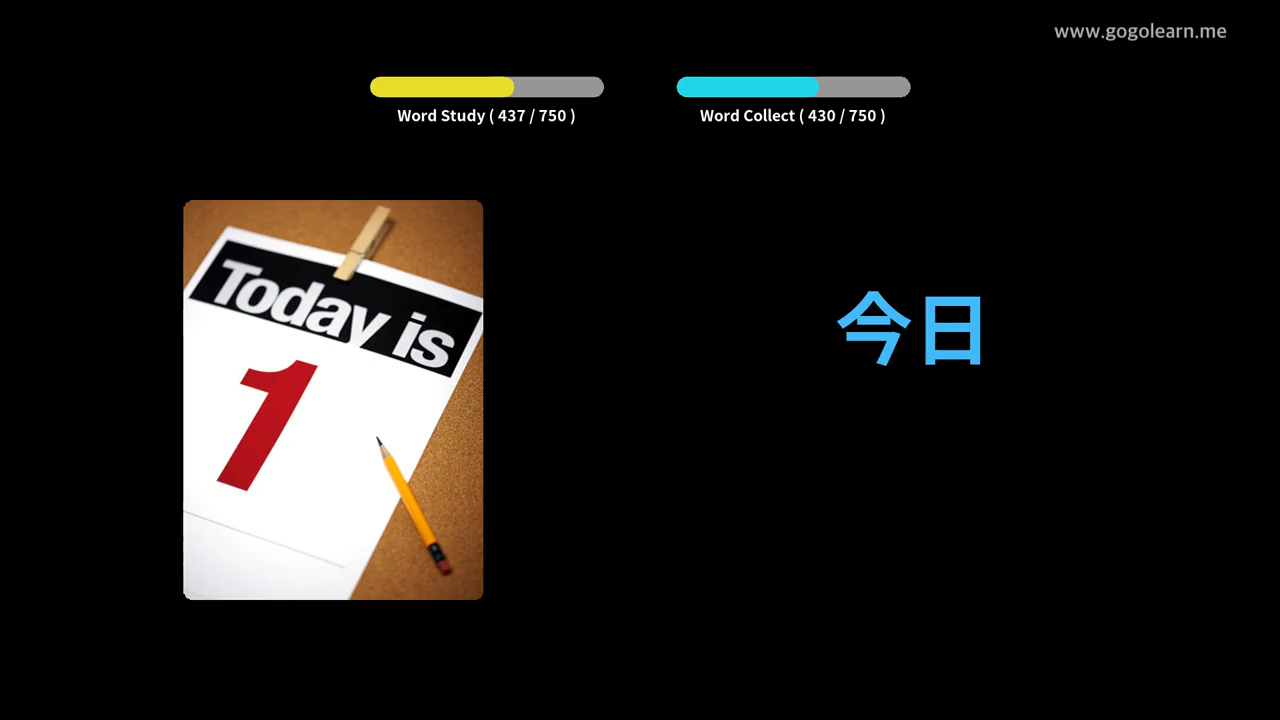 www.gogolearn.me
Word Study ( 437 / 750 )
Word Collect ( 430 / 750 )
Today is
1
今日